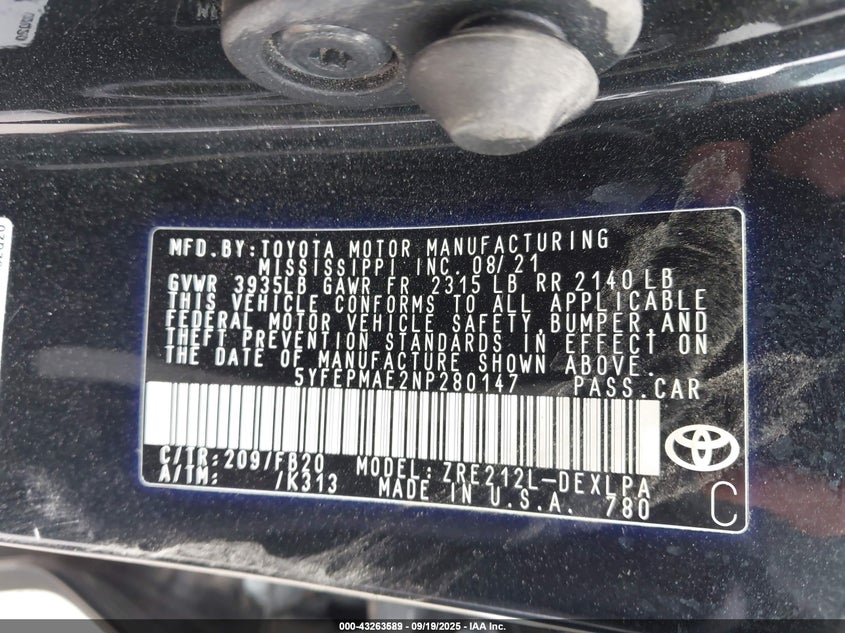 MFD.BY:TOYOTA MOTOR MANUFACTURING
MISSISSIPPI INC. 08/21
GVWR 3935LB GAWR FR 2315 LB RR 2140 LB
THIS VEHICLE CONFORMS TO ALL APPLICABLE
FEDERAL MOTOR VEHICLE SAFETY, BUMPER, AND
THEFT PREVENTION STANDARDS IN EFFECT ON
THE DATE OF MANUFACTURE SHOWN ABOVE.
5YFEPMAE2NP280147 PASS.CAR
C/TR:209/FB20 MODEL: ZRE212L-DEXLPA
A/TM: /K313 MADE IN U.S.A. 780
C
000-43263589 - 09/19/2025 - IAA Inc.